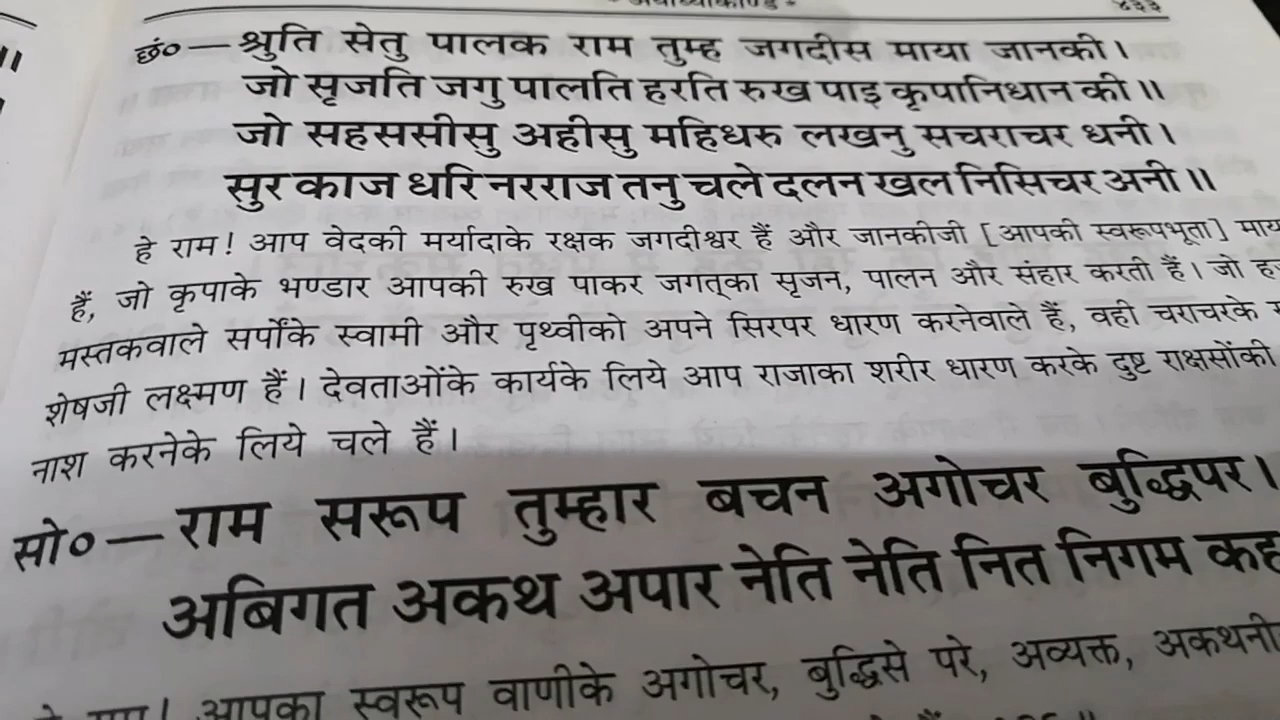 ४३३
छं०—श्रुति सेतु पालक राम तुम्ह जगदीस माया जानकी।
जो सृजति जगु पालति हरति रुख पाइ कृपानिधान की॥
जो सहससीसु अहीसु महिधरु लखनु सचराचर धनी।
सुर काज धरि नरराज तनु चले दलन खल निसिचर अनी॥
हे राम! आप वेदकी मर्यादाके रक्षक जगदीश्वर हैं और जानकीजी [आपकी स्वरूपभूता]
हैं, जो कृपाके भण्डार आपकी रुख पाकर जगत्का सृजन, पालन और संहार करती हैं। जो
मस्तकवाले सर्पोंके स्वामी और पृथ्वीको अपने सिरपर धारण करनेवाले हैं, वही चराचरके
शेषजी लक्ष्मण हैं। देवताओंके कार्यके लिये आप राजाका शरीर धारण करके दुष्ट राक्षसोंकी
नाश करनेके लिये चले हैं।
सो०—राम सरूप तुम्हार बचन अगोचर बुद्धिपर।
अबिगत अकथ अपार नेति नेति नित निगम कह
आपका स्वरूप वाणीके अगोचर, बुद्धिसे परे, अव्यक्त,